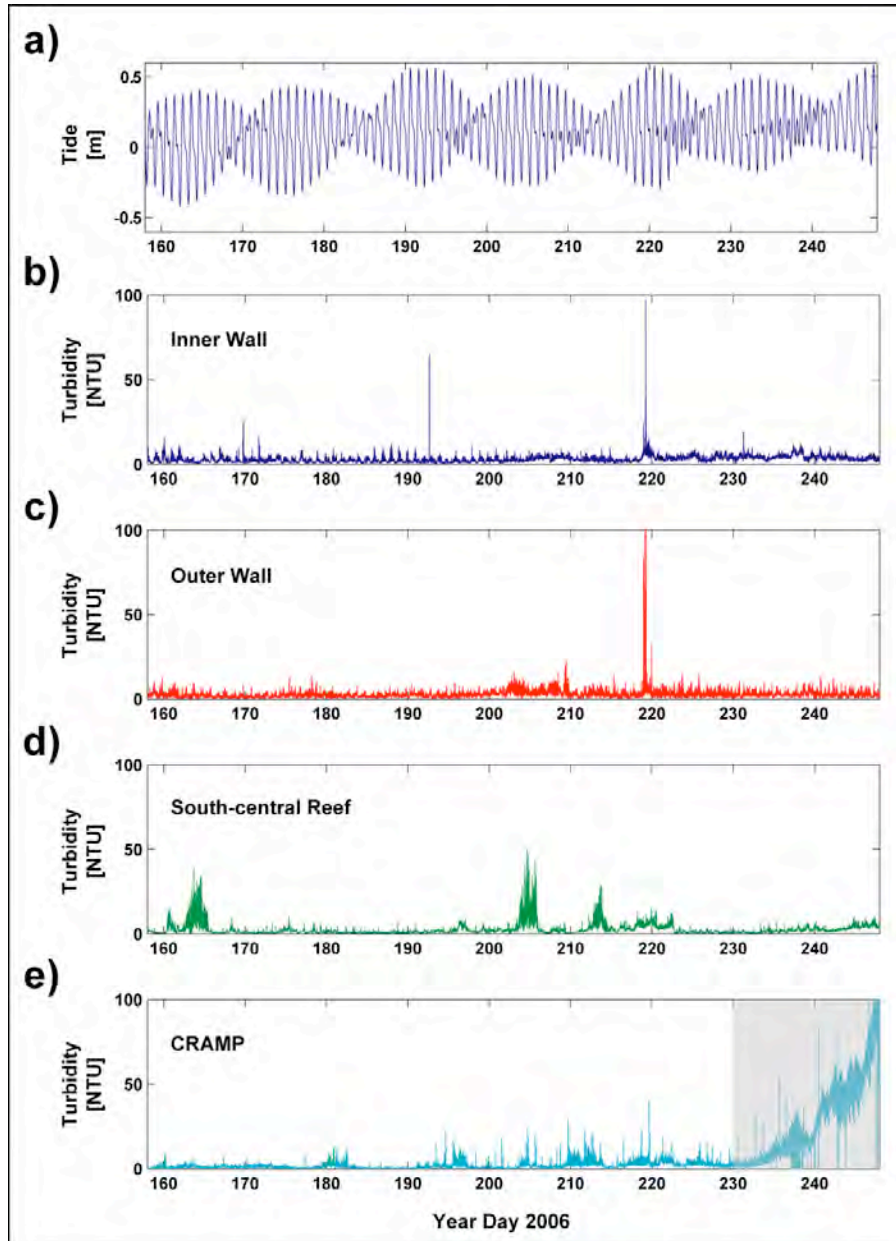 a)
0.5
0
-0.5
Tide
[m]
160 170 180 190 200 210 220 230 240
b)
100
50
0
Turbidity
[NTU]
Inner Wall
160 170 180 190 200 210 220 230 240
c)
100
50
0
Turbidity
[NTU]
Outer Wall
160 170 180 190 200 210 220 230 240
d)
100
50
0
Turbidity
[NTU]
South-central Reef
160 170 180 190 200 210 220 230 240
e)
100
50
0
Turbidity
[NTU]
CRAMP
160 170 180 190 200 210 220 230 240
Year Day 2006